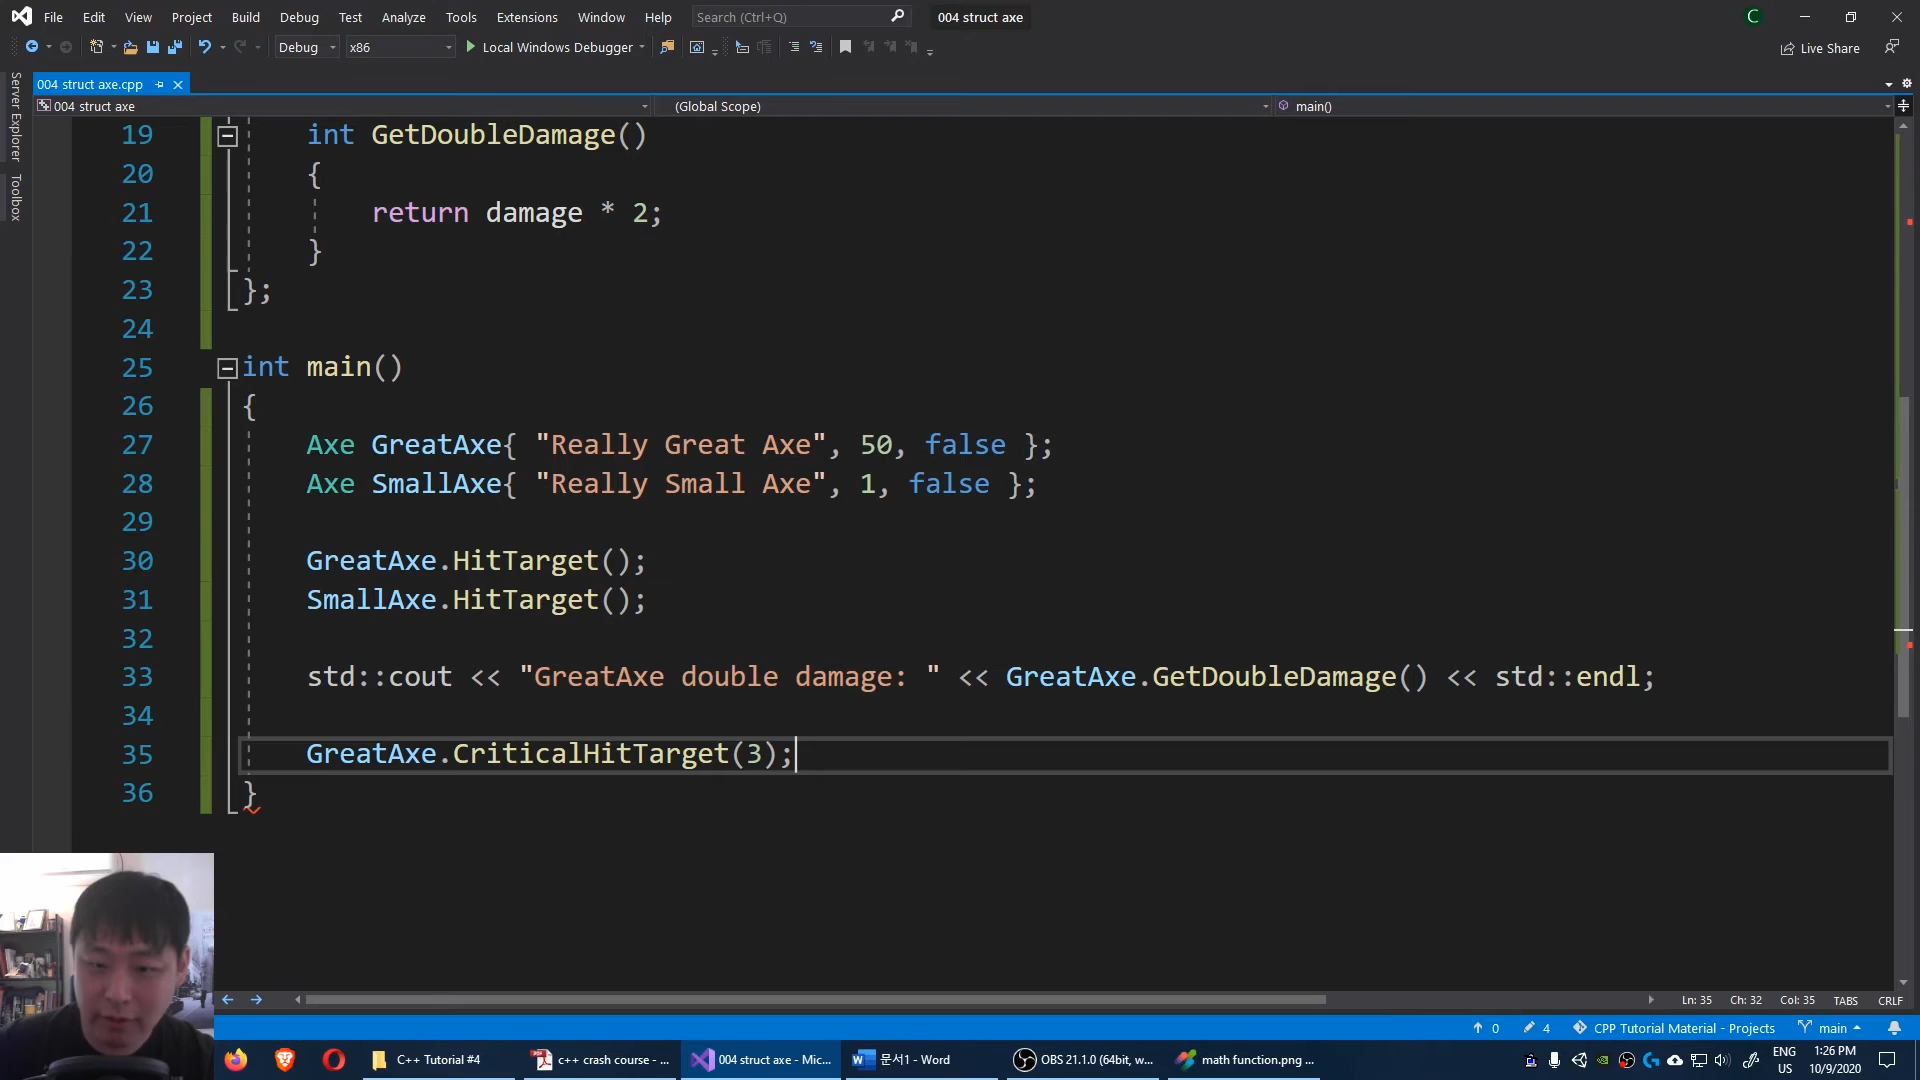 File Edit View Project Build Debug Test Analyze Tools Extensions Window Help Search (Ctrl+Q) 004 struct axe C
Debug x86 Local Windows Debugger Live Share
Server Explorer
Toolbox
004 struct axe.cpp
004 struct axe (Global Scope) main()
19 int GetDoubleDamage()
20 {
21 return damage * 2;
22 }
23 };
24
25 int main()
26 {
27 Axe GreatAxe{ "Really Great Axe", 50, false };
28 Axe SmallAxe{ "Really Small Axe", 1, false };
29
30 GreatAxe.HitTarget();
31 SmallAxe.HitTarget();
32
33 std::cout << "GreatAxe double damage: " << GreatAxe.GetDoubleDamage() << std::endl;
34
35 GreatAxe.CriticalHitTarget(3);
36 }
Ln: 35 Ch: 32 Col: 35 TABS CRLF
0 4 CPP Tutorial Material - Projects main
C++ Tutorial #4 c++ crash course - ... 004 struct axe - Mic... 문서1 - Word OBS 21.1.0 (64bit, w... math function.png ... ENG 1:26 PM
US 10/9/2020